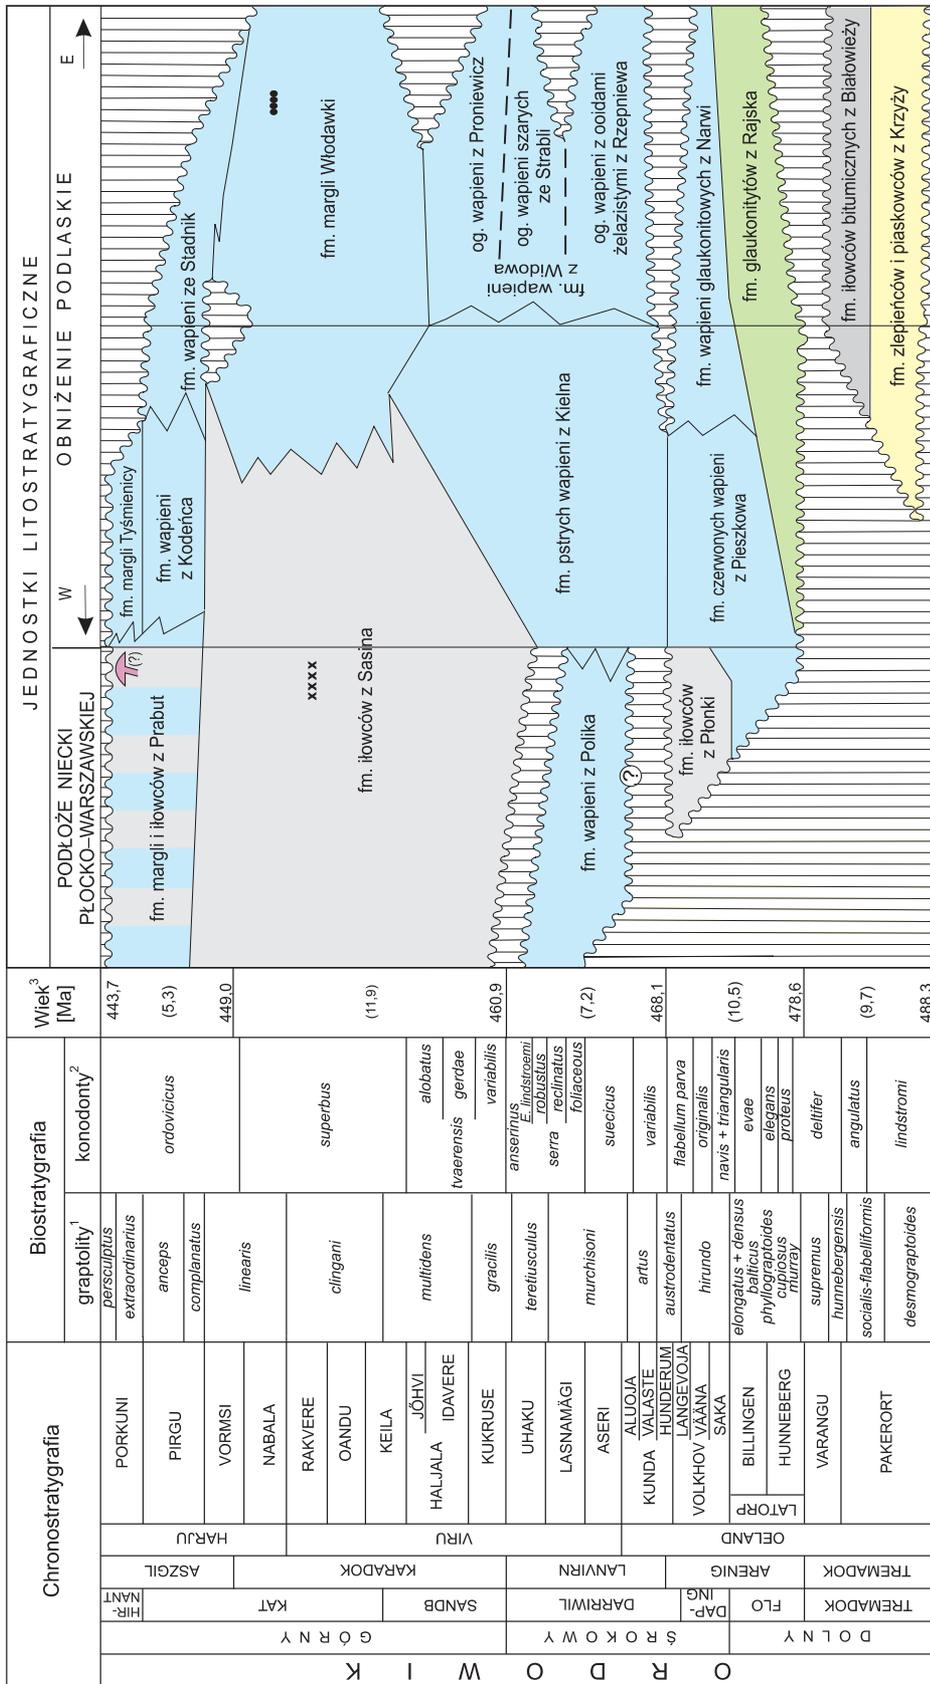 JEDNOSTKI LITOSTRATYGRAFICZNE
PODŁOŻE NIECKI
PŁOCKO–WARSZAWSKIEJ
OBNIŻENIE PODLASKIE
W
E
fm. margli i iłowców z Prabut
(?)
fm. margli Tyśmienicy
fm. wapieni
z Kodeńca
fm. wapieni ze Stadnik
fm. iłowców z Sasina
xxxx
fm. margli Włodawki
fm. wapieni z Polika
?
fm. pstrych wapieni z Kielna
fm. wapieni
z Widowa
og. wapieni z Proniewicz
og. wapieni szarych
ze Strabli
og. wapieni z ooidami
żelazistymi z Rzepniewa
fm. iłowców
z Płonki
fm. czerwonych wapieni
z Pieszkowa
fm. wapieni glaukonitowych z Narwi
fm. glaukonitytów z Rajska
fm. iłowców bitumicznych z Białowieży
fm. zlepieńców i piaskowców z Krzyży
Wiek3
[Ma]
443,7
(5,3)
449,0
(11,9)
460,9
(7,2)
468,1
(10,5)
478,6
(9,7)
488,3
Biostratygrafia
konodonty2
ordovicicus
superbus
alobatus
tvaerensis
gerdae
variabilis
anserinus
E. lindstroemi
robustus
serra
reclinatus
foliaceous
suecicus
variabilis
flabellum parva
originalis
navis + triangularis
evae
elegans
proteus
deltifer
angulatus
lindstromi
graptolity1
persculptus
extraordinarius
anceps
complanatus
linearis
clingani
multidens
gracilis
teretiusculus
murchisoni
artus
austrodentatus
hirundo
elongatus + densus
balticus
phyllograptoides
cupiosus
murray
supremus
hunnebergensis
socialis-flabelliformis
desmograptoides
Chronostratygrafia
PORKUNI
PIRGU
VORMSI
NABALA
RAKVERE
OANDU
KEILA
HALJALA
JÕHVI
IDAVERE
KUKRUSE
UHAKU
LASNAMÄGI
ASERI
KUNDA
ALUOJA
VALASTE
HUNDERUM
VOLKHOV
LANGEVOJA
VÄÄNA
SAKA
LATORP
BILLINGEN
HUNNEBERG
VARANGU
PAKERORT
HARJU
VIRU
OELAND
ASZGIL
KARADOK
LANVIRN
ARENIG
TREMADOK
HIR-
NANT
KAT
SANDB
DARRIWIL
DAP-
ING
FLO
TREMADOK
GÓRNY
ŚROKOWY
DOLNY
ORDOWIK